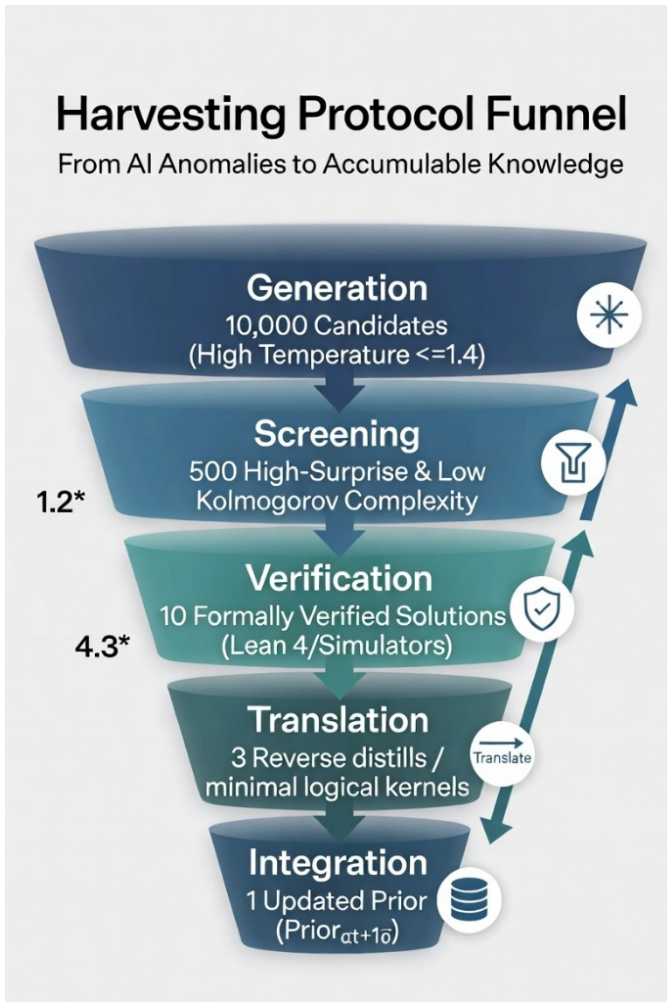 Harvesting Protocol Funnel
From AI Anomalies to Accumulable Knowledge
Generation
10,000 Candidates
(High Temperature <=1.4)
Screening
500 High-Surprise & Low
Kolmogorov Complexity
1.2*
Verification
10 Formally Verified Solutions
(Lean 4/Simulators)
4.3*
Translation
3 Reverse distills /
minimal logical kernels
Translate
Integration
1 Updated Prior
(Priorαt+1ō)